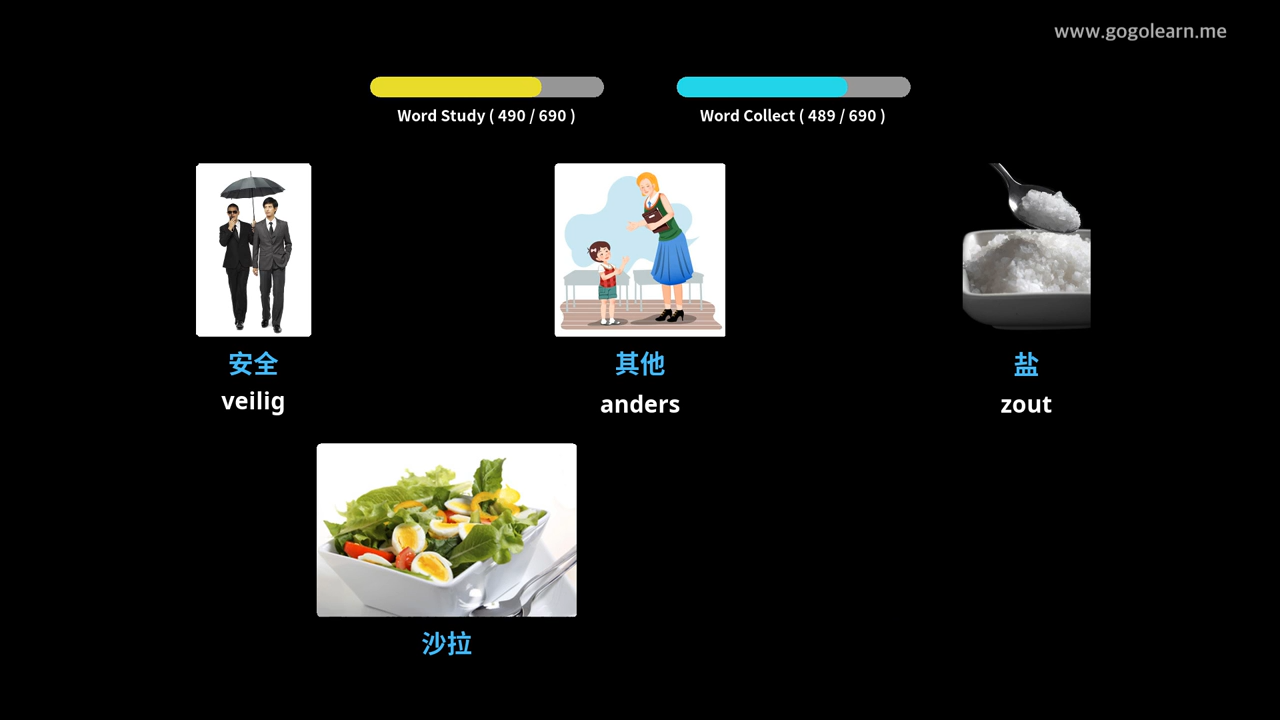 www.gogolearn.me
Word Study ( 490 / 690 )
Word Collect ( 489 / 690 )
安全
veilig
其他
anders
盐
zout
沙拉